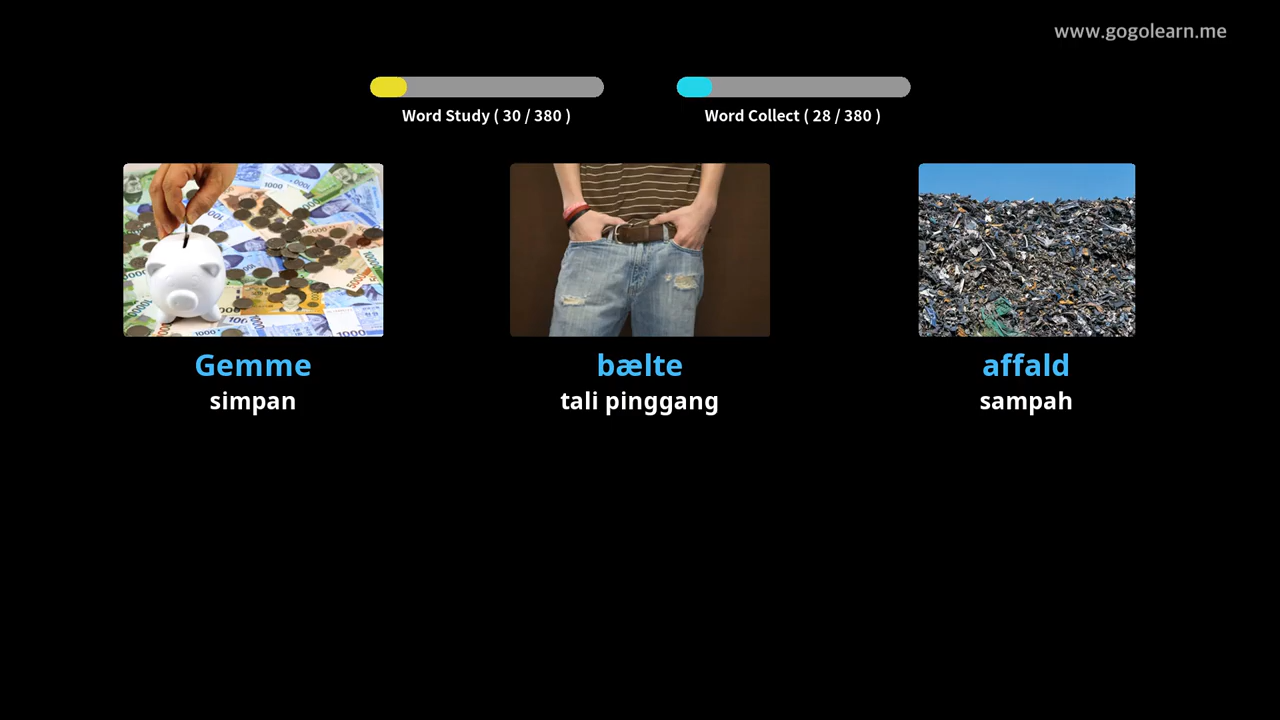 www.gogolearn.me
Word Study ( 30 / 380 )
Word Collect ( 28 / 380 )
Gemme
simpan
bælte
tali pinggang
affald
sampah